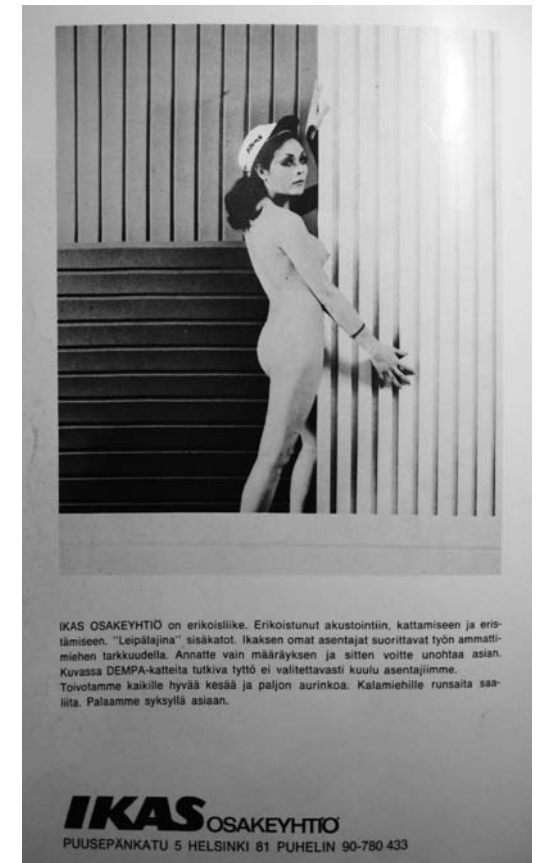 IKAS
IKAS OSAKEYHTIÖ on erikoisliike. Erikoistunut akustointiin, kattamiseen ja eris-
tämiseen. "Leipälajina" sisäkatot. Ikaksen omat asentajat suorittavat työn ammatti-
miehen tarkkuudella. Annatte vain määräyksen ja sitten voitte unohtaa asian.
Kuvassa DEMPA-katteita tutkiva tyttö ei valitettavasti kuulu asentajiimme.
Toivotamme kaikille hyvää kesää ja paljon aurinkoa. Kalamiehille runsaita saa-
liita. Palaamme syksyllä asiaan.
IKAS OSAKEYHTIÖ
PUUSEPÄNKATU 5 HELSINKI 81 PUHELIN 90-780 433